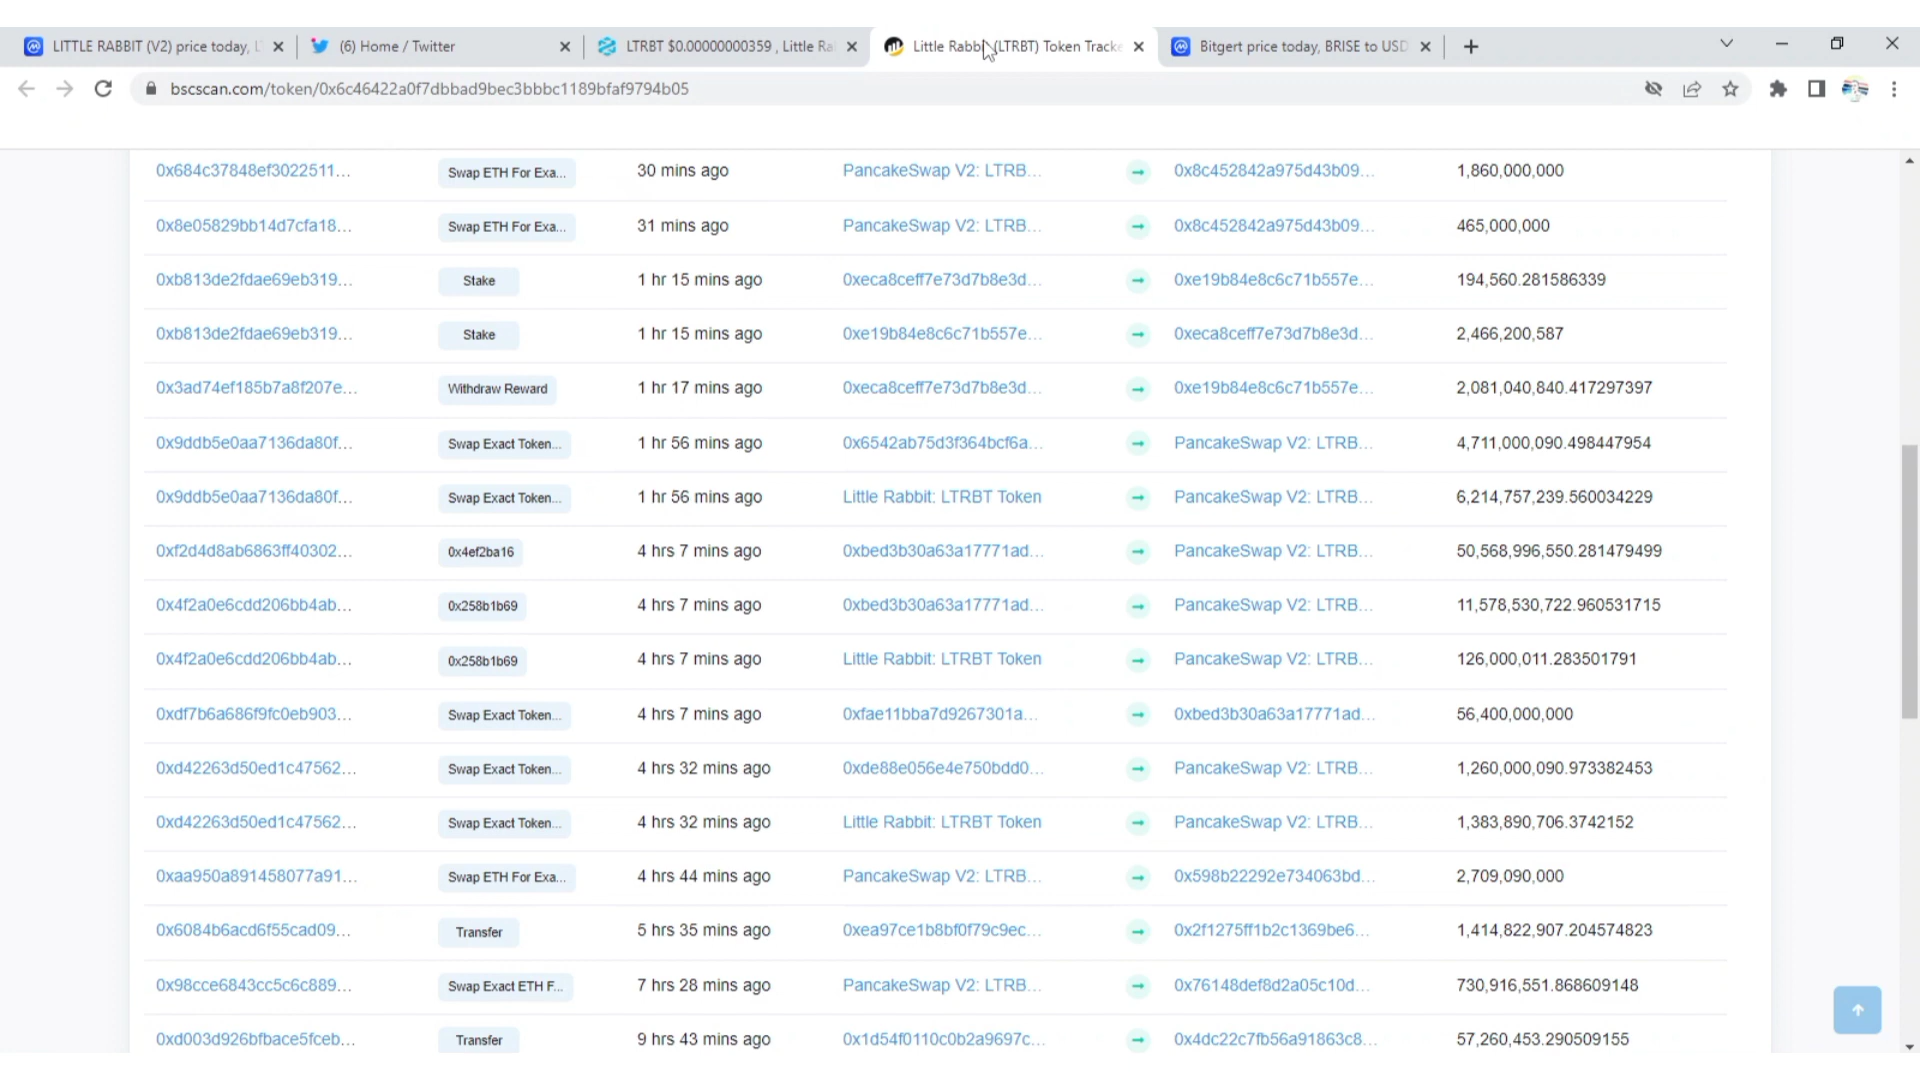 LITTLE RABBIT (V2) price today, L
(6) Home / Twitter
LTRBT $0.00000000359 , Little Ra
Little Rabbit (LTRBT) Token Tracke
Bitgert price today, BRISE to USD
bscscan.com/token/0x6c46422a0f7dbbad9bec3bbbc1189bfaf9794b05
0x684c37848ef3022511... Swap ETH For Exa... 30 mins ago PancakeSwap V2: LTRB... 0x8c452842a975d43b09... 1,860,000,000
0x8e05829bb14d7cfa18... Swap ETH For Exa... 31 mins ago PancakeSwap V2: LTRB... 0x8c452842a975d43b09... 465,000,000
0xb813de2fdae69eb319... Stake 1 hr 15 mins ago 0xeca8ceff7e73d7b8e3d... 0xe19b84e8c6c71b557e... 194,560.281586339
0xb813de2fdae69eb319... Stake 1 hr 15 mins ago 0xe19b84e8c6c71b557e... 0xeca8ceff7e73d7b8e3d... 2,466,200,587
0x3ad74ef185b7a8f207e... Withdraw Reward 1 hr 17 mins ago 0xeca8ceff7e73d7b8e3d... 0xe19b84e8c6c71b557e... 2,081,040,840.417297397
0x9ddb5e0aa7136da80f... Swap Exact Token... 1 hr 56 mins ago 0x6542ab75d3f364bcf6a... PancakeSwap V2: LTRB... 4,711,000,090.498447954
0x9ddb5e0aa7136da80f... Swap Exact Token... 1 hr 56 mins ago Little Rabbit: LTRBT Token PancakeSwap V2: LTRB... 6,214,757,239.560034229
0xf2d4d8ab6863ff40302... 0x4ef2ba16 4 hrs 7 mins ago 0xbed3b30a63a17771ad... PancakeSwap V2: LTRB... 50,568,996,550.281479499
0x4f2a0e6cdd206bb4ab... 0x258b1b69 4 hrs 7 mins ago 0xbed3b30a63a17771ad... PancakeSwap V2: LTRB... 11,578,530,722.960531715
0x4f2a0e6cdd206bb4ab... 0x258b1b69 4 hrs 7 mins ago Little Rabbit: LTRBT Token PancakeSwap V2: LTRB... 126,000,011.283501791
0xdf7b6a686f9fc0eb903... Swap Exact Token... 4 hrs 7 mins ago 0xfae11bba7d9267301a... 0xbed3b30a63a17771ad... 56,400,000,000
0xd42263d50ed1c47562... Swap Exact Token... 4 hrs 32 mins ago 0xde88e056e4e750bdd0... PancakeSwap V2: LTRB... 1,260,000,090.973382453
0xd42263d50ed1c47562... Swap Exact Token... 4 hrs 32 mins ago Little Rabbit: LTRBT Token PancakeSwap V2: LTRB... 1,383,890,706.3742152
0xaa950a891458077a91... Swap ETH For Exa... 4 hrs 44 mins ago PancakeSwap V2: LTRB... 0x598b22292e734063bd... 2,709,090,000
0x6084b6acd6f55cad09... Transfer 5 hrs 35 mins ago 0xea97ce1b8bf0f79c9ec... 0x2f1275ff1b2c1369be6... 1,414,822,907.204574823
0x98cce6843cc5c6c889... Swap Exact ETH F... 7 hrs 28 mins ago PancakeSwap V2: LTRB... 0x76148def8d2a05c10d... 730,916,551.868609148
0xd003d926bfbace5fceb... Transfer 9 hrs 43 mins ago 0x1d54f0110c0b2a9697c... 0x4dc22c7fb56a91863c8... 57,260,453.290509155